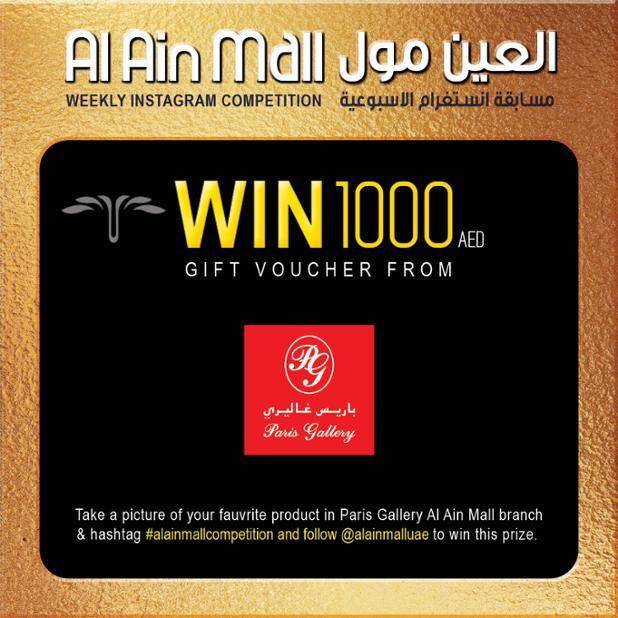 Al Ain Mall العين مول
WEEKLY INSTAGRAM COMPETITION مسابقة انستغرام الاسبوعية
WIN 1000 AED
GIFT VOUCHER FROM
PG
باريس غاليري
Paris Gallery
Take a picture of your fauvrite product in Paris Gallery Al Ain Mall branch
& hashtag #alainmallcompetition and follow @alainmalluae to win this prize.